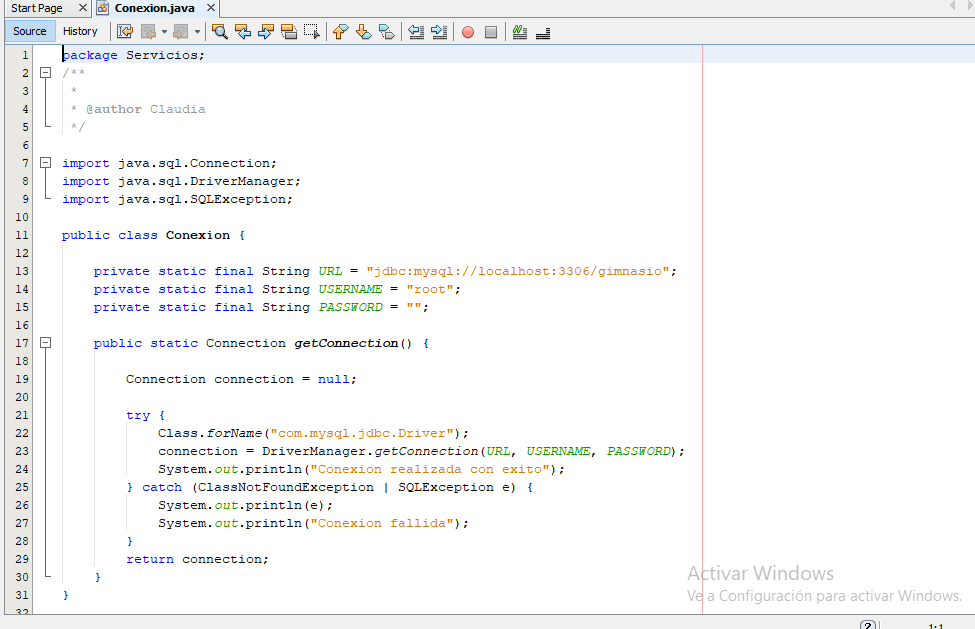 Start Page Conexion.java
Source History
1 package Servicios;
2 /**
3 *
4 * @author Claudia
5 */
6
7 import java.sql.Connection;
8 import java.sql.DriverManager;
9 import java.sql.SQLException;
10
11 public class Conexion {
12
13 private static final String URL = "jdbc:mysql://localhost:3306/gimnasio";
14 private static final String USERNAME = "root";
15 private static final String PASSWORD = "";
16
17 public static Connection getConnection() {
18
19 Connection connection = null;
20
21 try {
22 Class.forName("com.mysql.jdbc.Driver");
23 connection = DriverManager.getConnection(URL, USERNAME, PASSWORD);
24 System.out.println("Conexion realizada con exito");
25 } catch (ClassNotFoundException | SQLException e) {
26 System.out.println(e);
27 System.out.println("Conexion fallida");
28 }
29 return connection;
30 }
31 }
32
Activar Windows
Ve a Configuración para activar Windows.
1:1